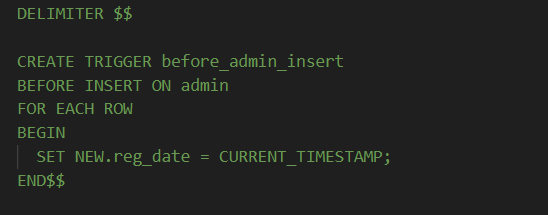 DELIMITER $$
CREATE TRIGGER before_admin_insert
BEFORE INSERT ON admin
FOR EACH ROW
BEGIN
SET NEW.reg_date = CURRENT_TIMESTAMP;
END$$